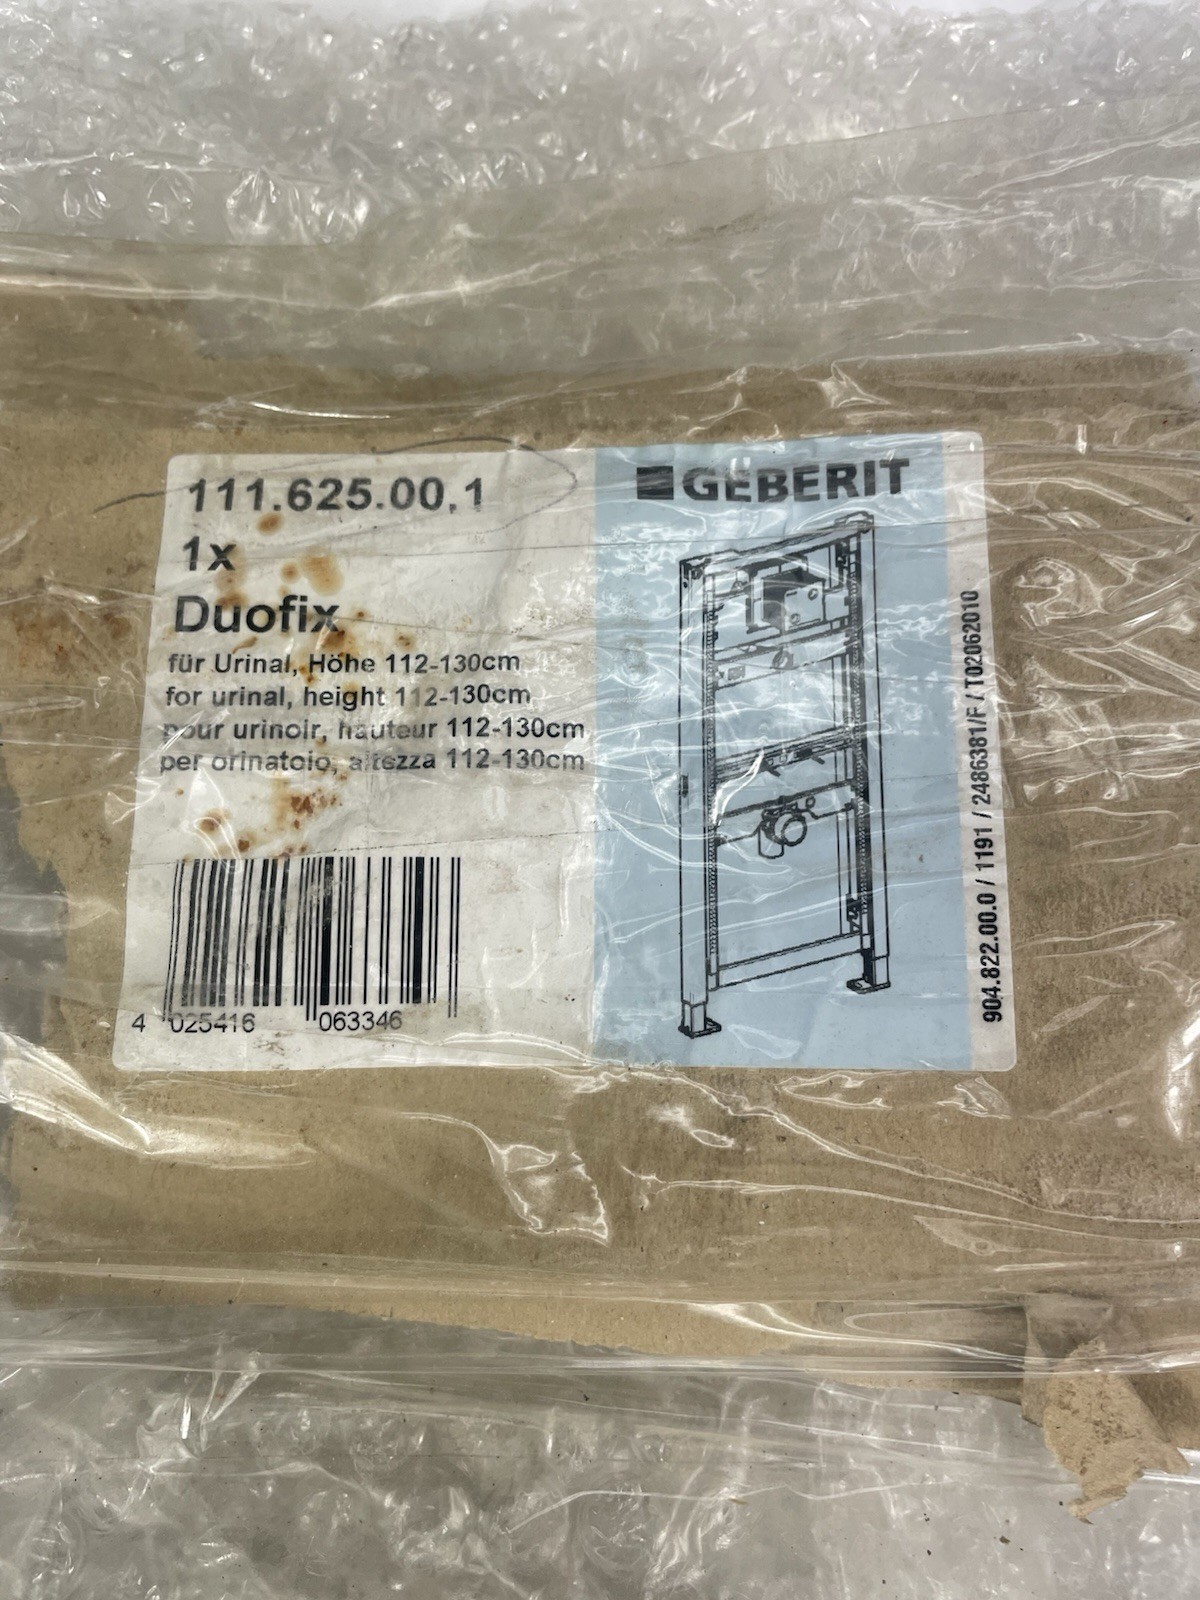 111.625.00.1
1x
Duofix
für Urinal, Höhe 112-130cm
for urinal, height 112-130cm
pour urinoir, hauteur 112-130cm
per orinatoio, altezza 112-130cm
4 025416 063346
GEBERIT
904.822.00.0 / 1191 / 2486381/F / T02062010